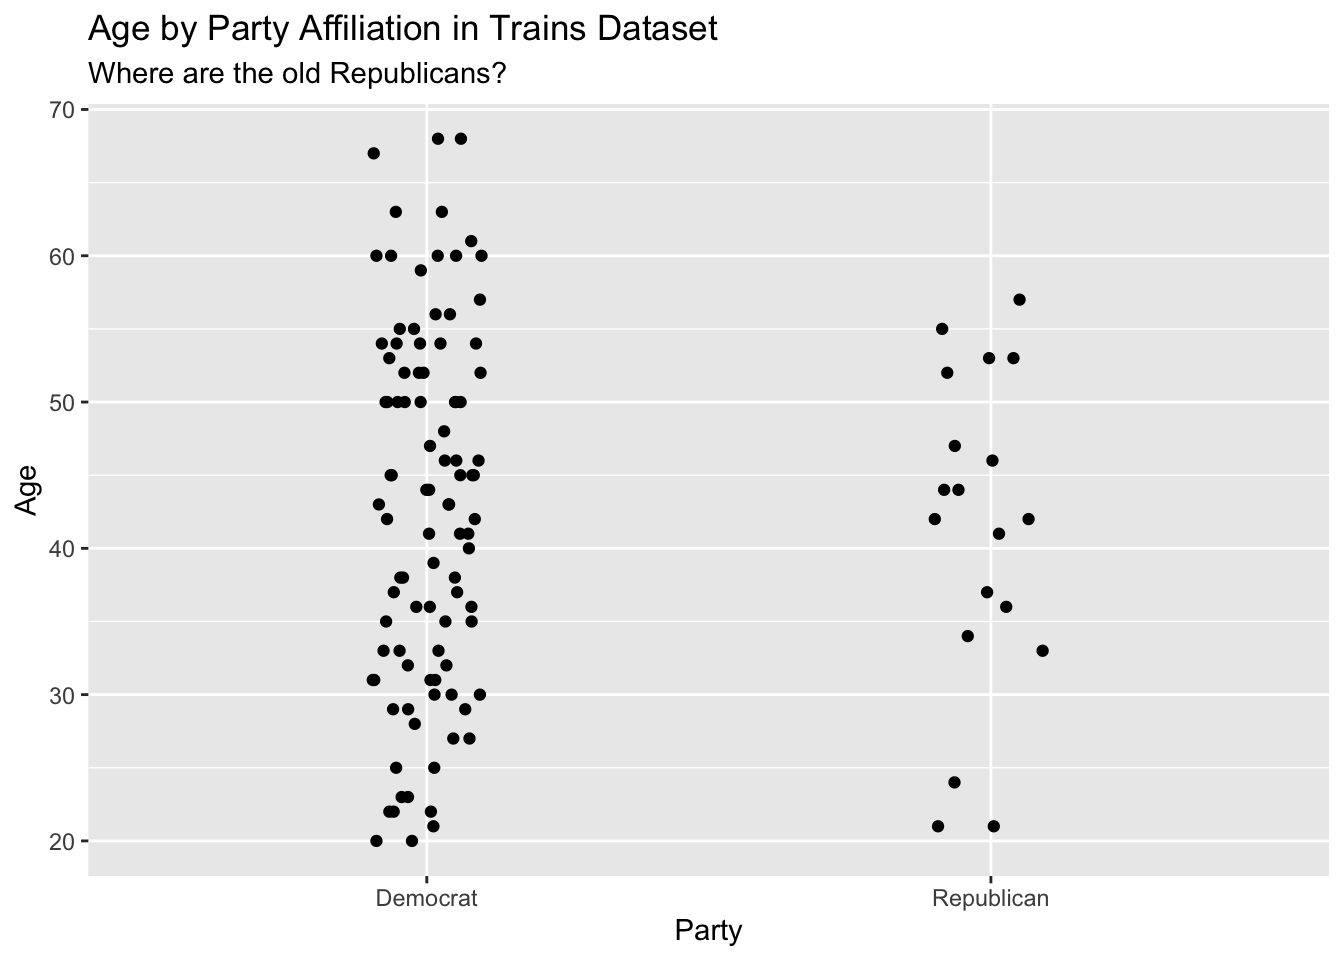 Age by Party Affiliation in Trains Dataset
Where are the old Republicans?
70
60
50
40
30
20
Age
Democrat
Republican
Party